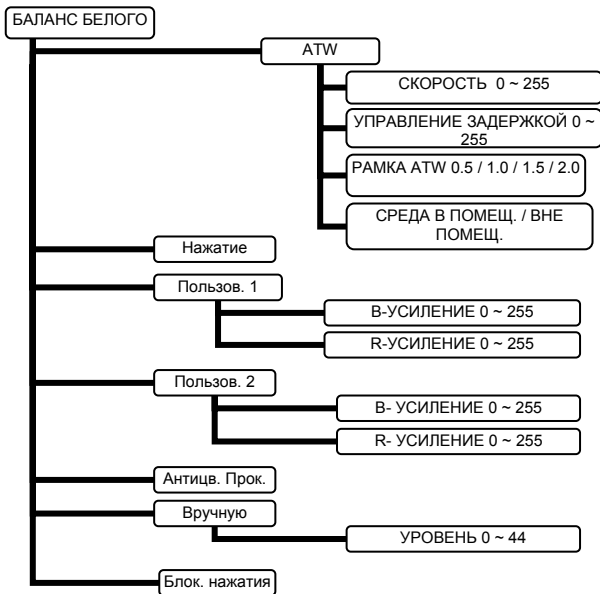 БАЛАНС БЕЛОГО
ATW
СКОРОСТЬ 0 ~ 255
УПРАВЛЕНИЕ ЗАДЕРЖКОЙ 0 ~
255
РАМКА ATW 0.5 / 1.0 / 1.5 / 2.0
СРЕДА В ПОМЕЩ. / ВНЕ
ПОМЕЩ.
Нажатие
Пользов. 1
B-УСИЛЕНИЕ 0 ~ 255
R-УСИЛЕНИЕ 0 ~ 255
Пользов. 2
B- УСИЛЕНИЕ 0 ~ 255
R- УСИЛЕНИЕ 0 ~ 255
Антицв. Прок.
Вручную
УРОВЕНЬ 0 ~ 44
Блок. нажатия